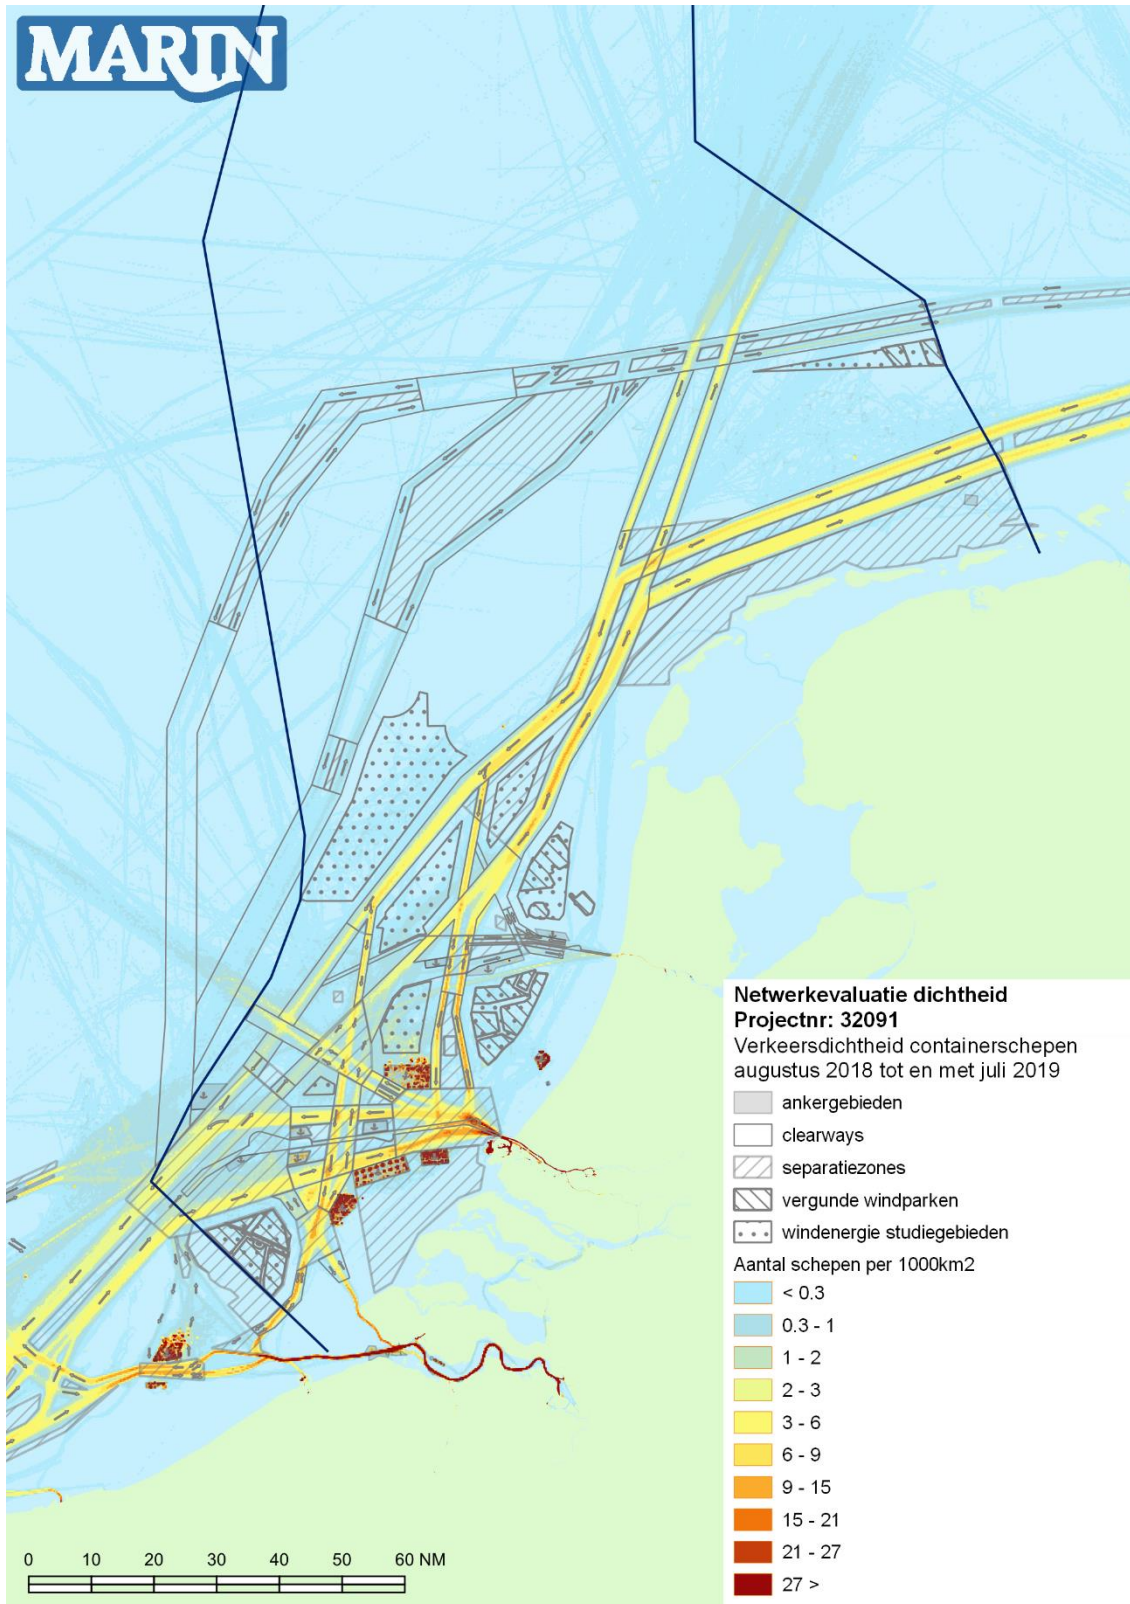 MARIN
Netwerkevaluatie dichtheid
Projectnr: 32091
Verkeersdichtheid containerschepen
augustus 2018 tot en met juli 2019
ankergebieden
clearways
separatiezones
vergunde windparken
windenergie studiegebieden
Aantal schepen per 1000km2
< 0.3
0.3 - 1
1 - 2
2 - 3
3 - 6
6 - 9
9 - 15
15 - 21
21 - 27
27 >
0 10 20 30 40 50 60 NM